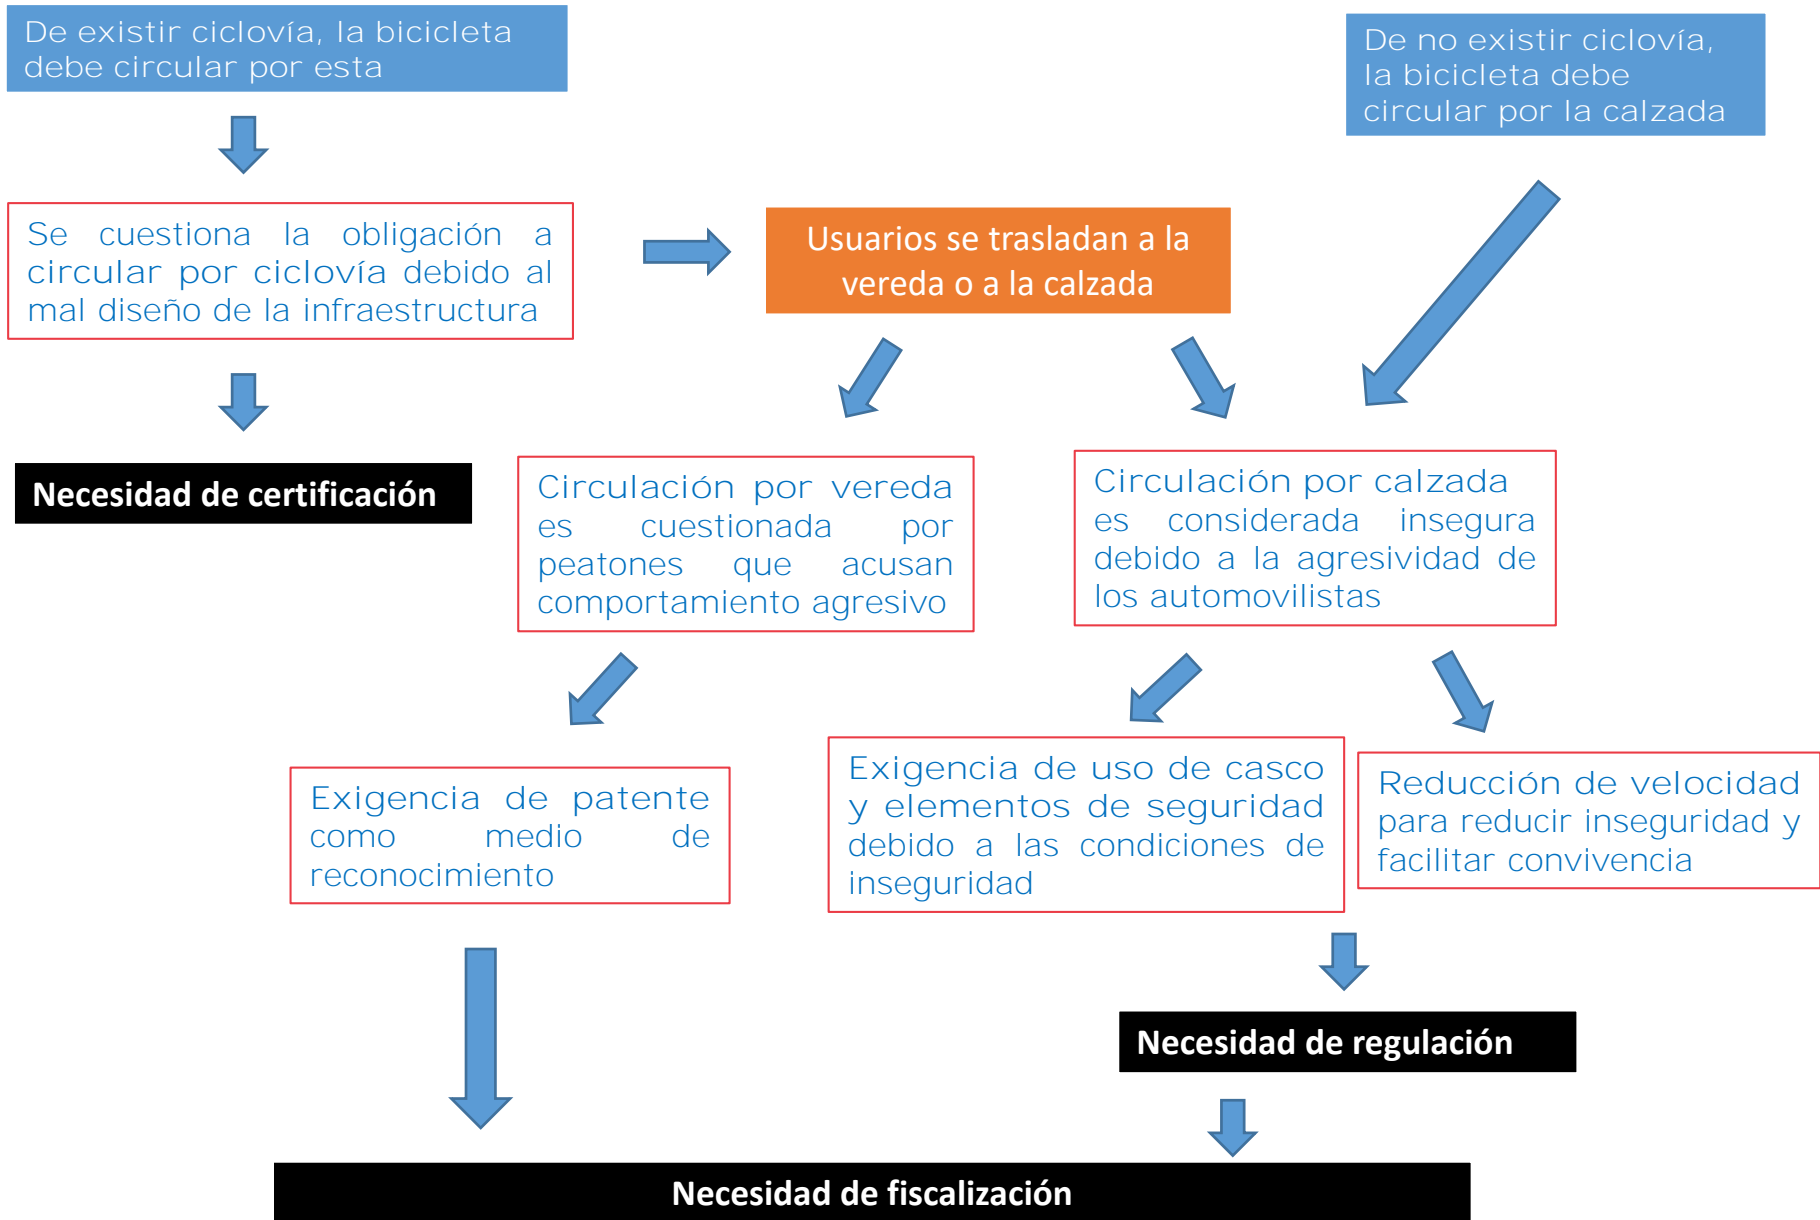 De existir ciclovía, la bicicleta
debe circular por esta
De no existir ciclovía,
la bicicleta debe
circular por la calzada
Se cuestiona la obligación a
circular por ciclovía debido al
mal diseño de la infraestructura
Usuarios se trasladan a la
vereda o a la calzada
Necesidad de certificación
Circulación por vereda
es cuestionada por
peatones que acusan
comportamiento agresivo
Circulación por calzada
es considerada insegura
debido a la agresividad de
los automovilistas
Exigencia de patente
como medio de
reconocimiento
Exigencia de uso de casco
y elementos de seguridad
debido a las condiciones de
inseguridad
Reducción de velocidad
para reducir inseguridad y
facilitar convivencia
Necesidad de regulación
Necesidad de fiscalización